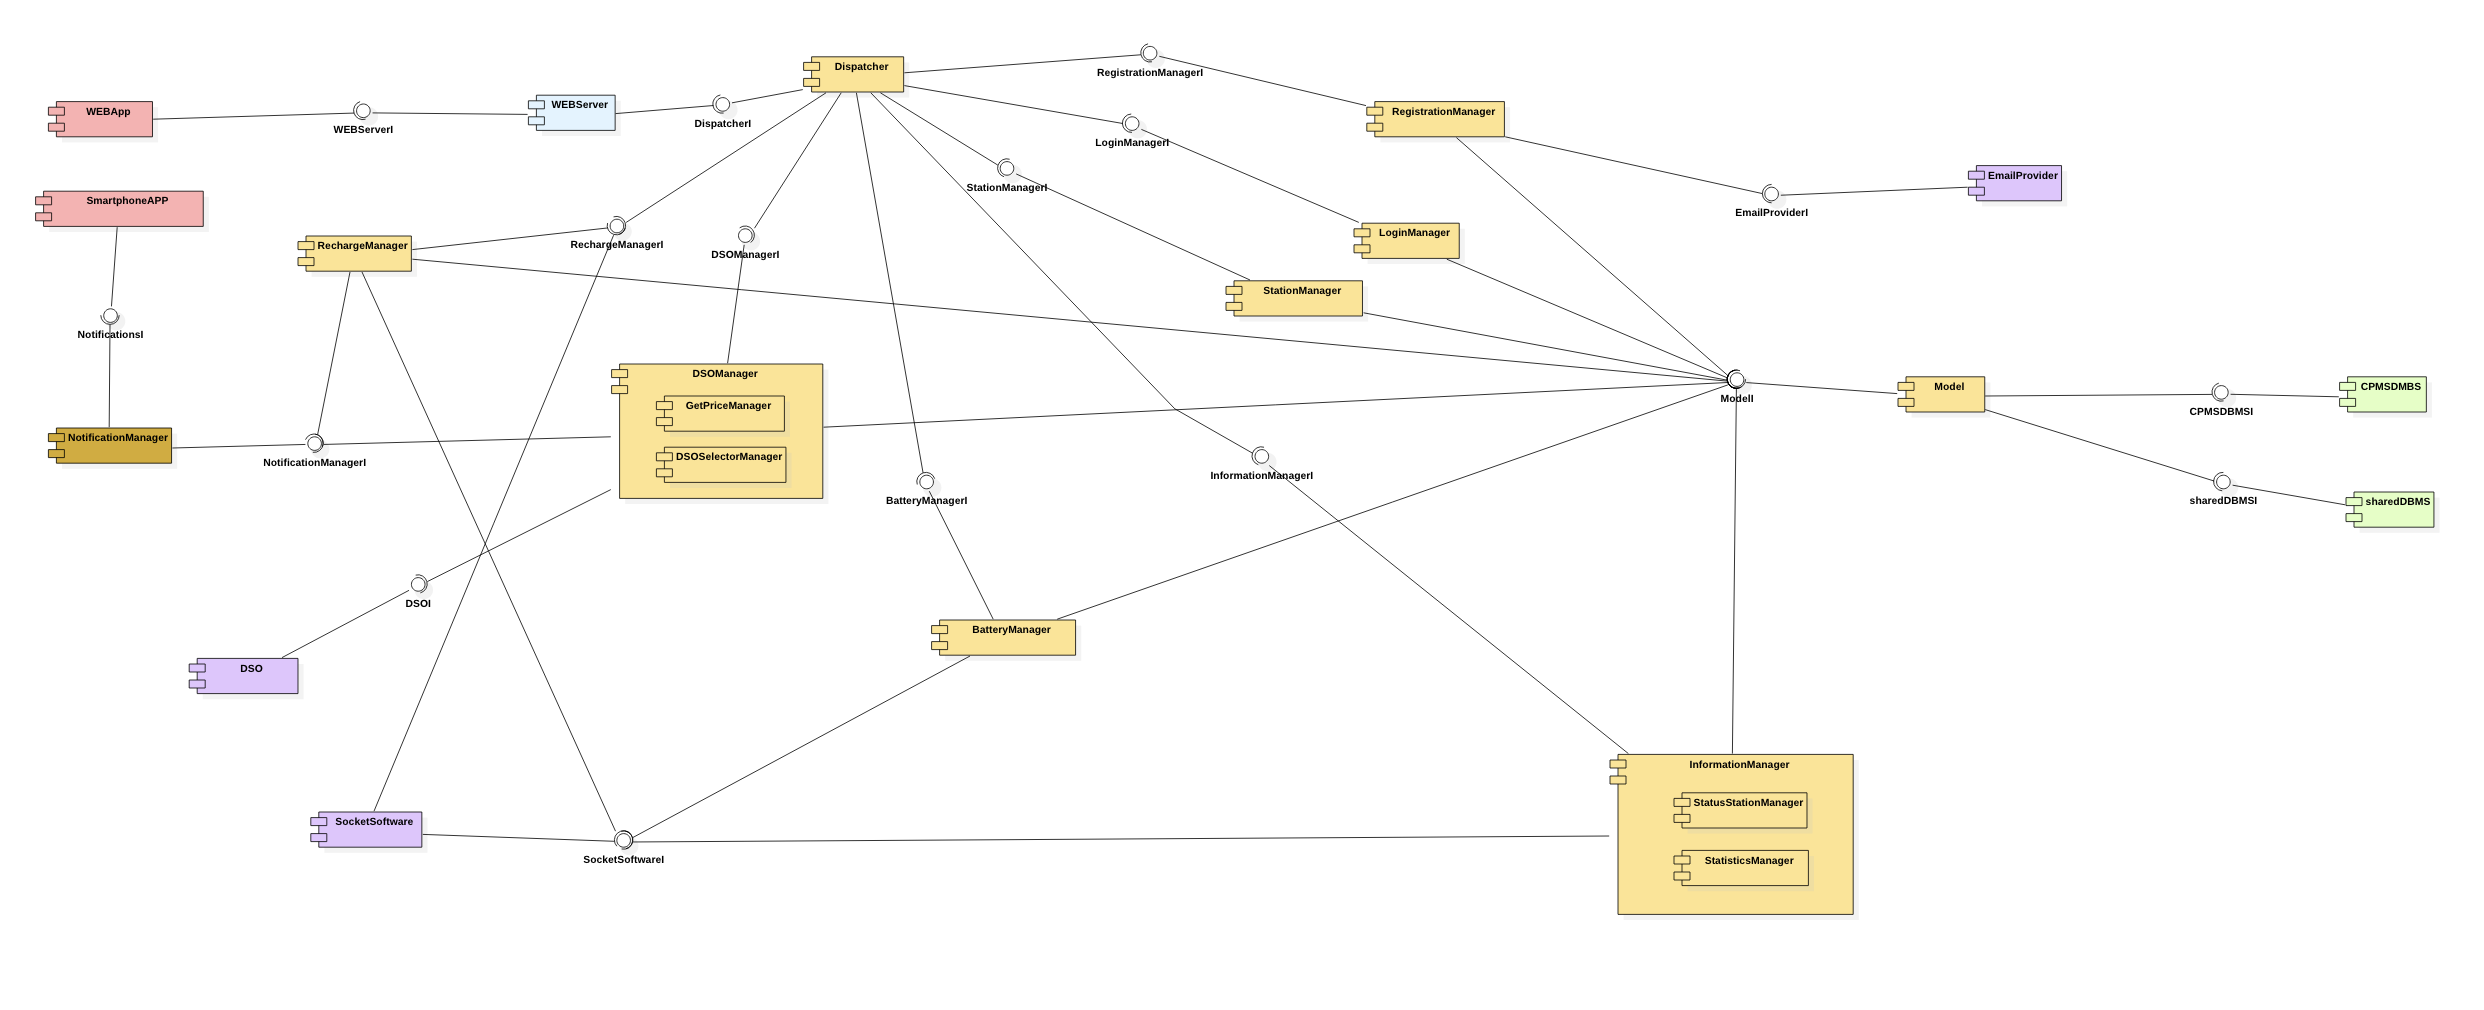 Dispatcher
RegistrationManagerI
WEBApp
WEBServerI
WEBServer
DispatcherI
LoginManagerI
RegistrationManager
StationManagerI
EmailProvider
EmailProviderI
SmartphoneAPP
RechargeManager
RechargeManagerI
DSOManagerI
LoginManager
StationManager
NotificationsI
DSOManager
GetPriceManager
DSOSelectorManager
ModelI
Model
CPMSDBMSI
CPMSDMBS
NotificationManager
NotificationManagerI
BatteryManagerI
InformationManagerI
sharedDBMSI
sharedDBMS
DSOI
DSO
BatteryManager
SocketSoftware
SocketSoftwareI
InformationManager
StatusStationManager
StatisticsManager